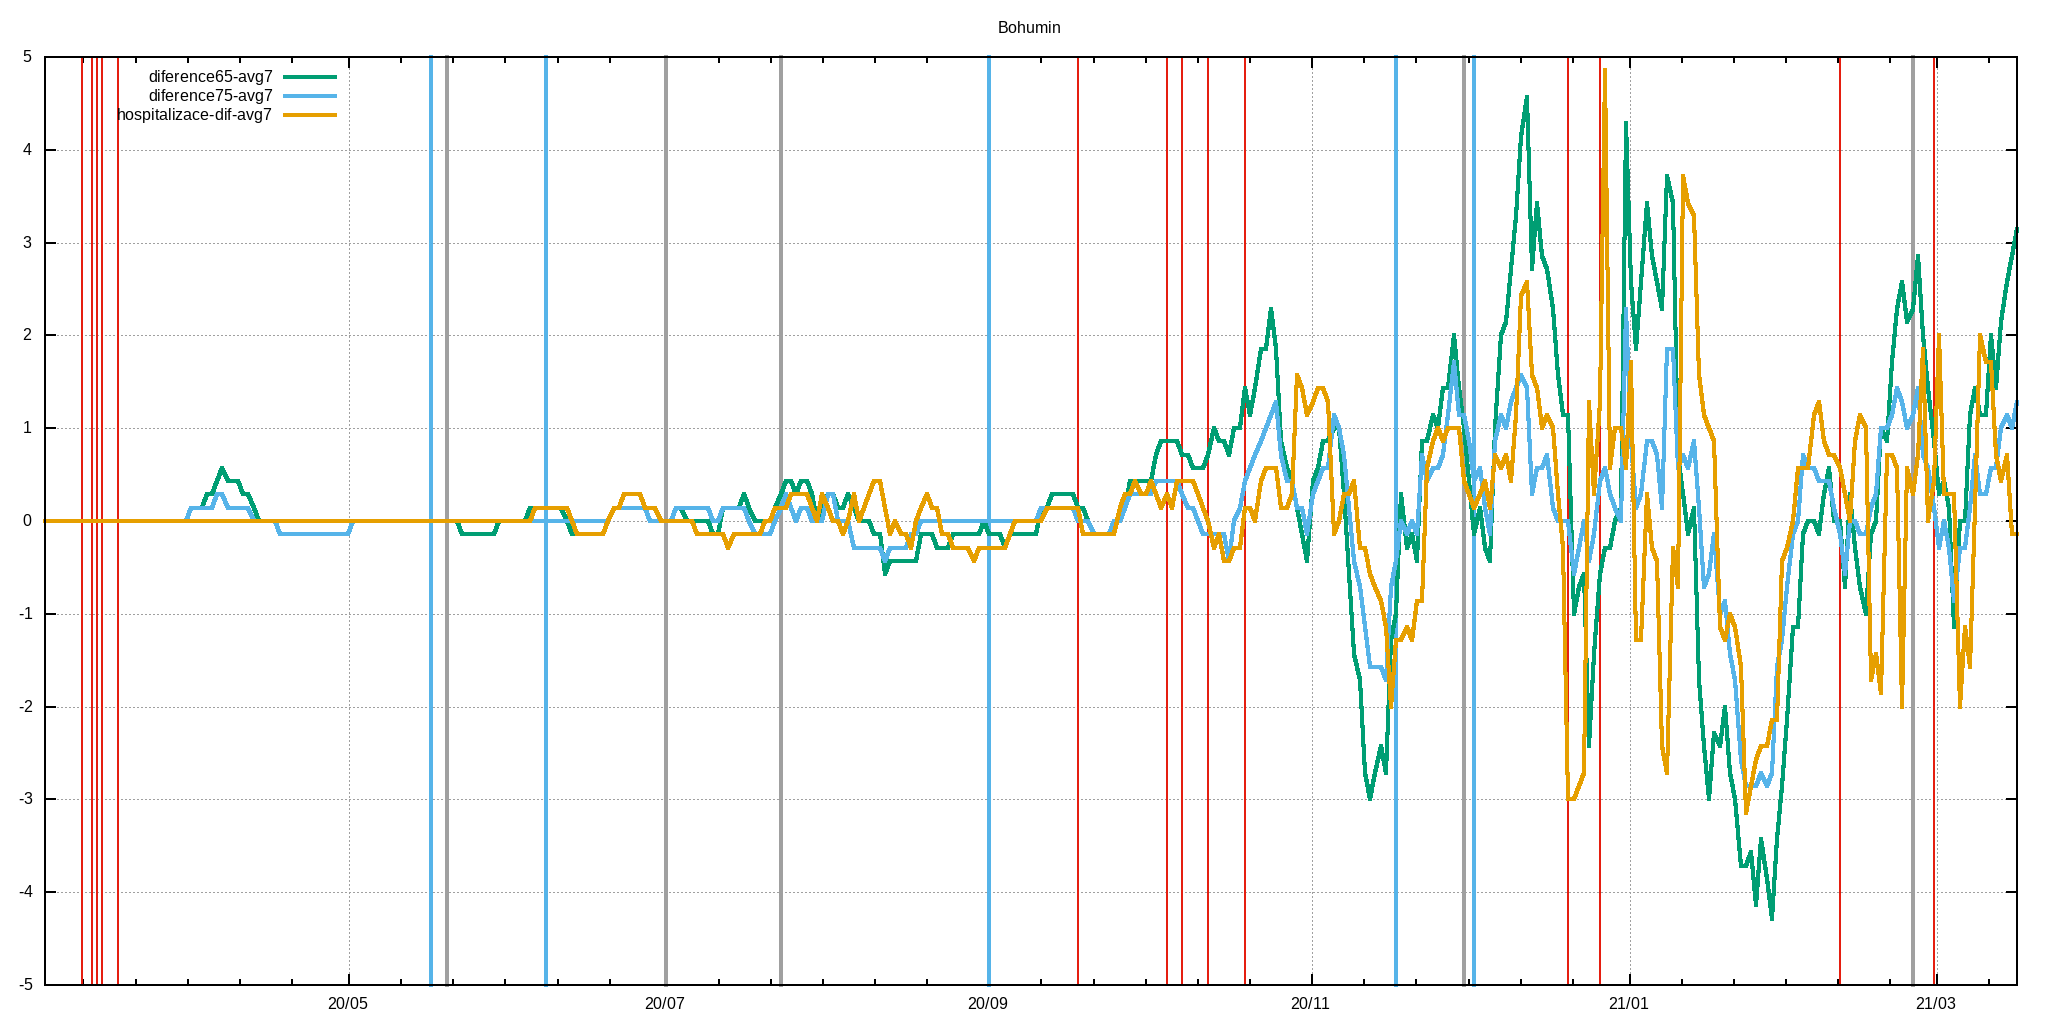 Bohumin
diference65-avg7
diference75-avg7
hospitalizace-dif-avg7
5
4
3
2
1
0
-1
-2
-3
-4
-5
20/05 20/07 20/09 20/11 21/01 21/03